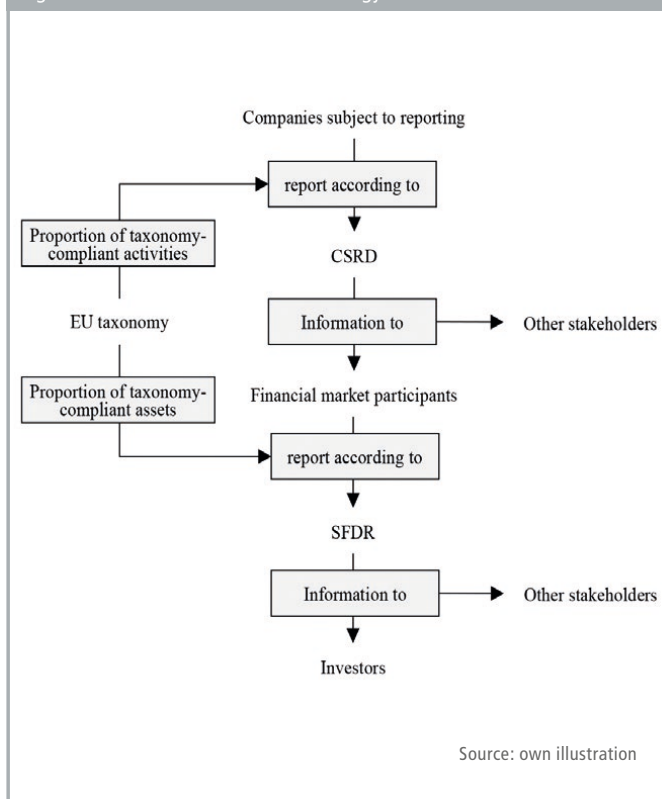 Companies subject to reporting
report according to
Proportion of taxonomy-
compliant activities
CSRD
EU taxonomy
Information to
Other stakeholders
Proportion of taxonomy-
compliant assets
Financial market participants
report according to
SFDR
Information to
Other stakeholders
Investors
Source: own illustration